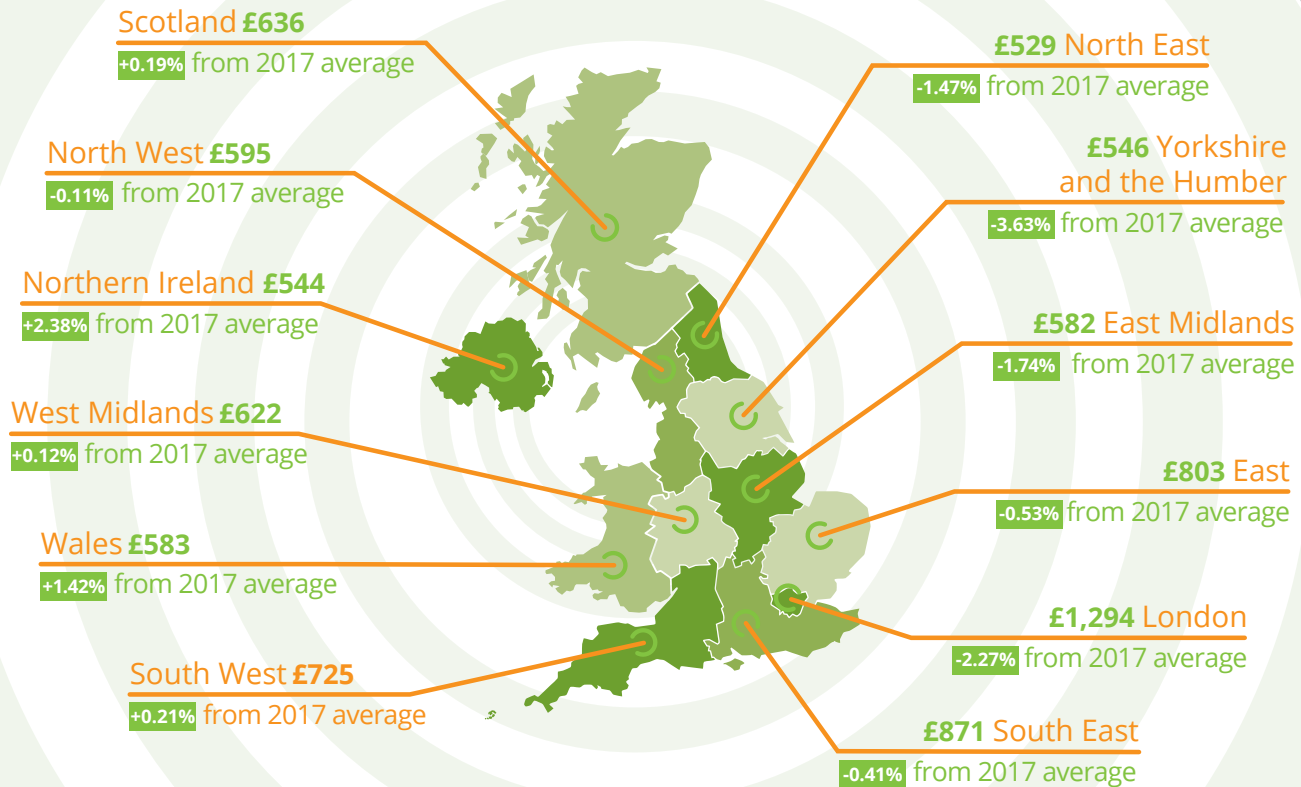 Scotland £636
+0.19% from 2017 average
North West £595
-0.11% from 2017 average
Northern Ireland £544
+2.38% from 2017 average
West Midlands £622
+0.12% from 2017 average
Wales £583
+1.42% from 2017 average
South West £725
+0.21% from 2017 average
£529 North East
-1.47% from 2017 average
£546 Yorkshire
and the Humber
-3.63% from 2017 average
£582 East Midlands
-1.74% from 2017 average
£803 East
-0.53% from 2017 average
£1,294 London
-2.27% from 2017 average
£871 South East
-0.41% from 2017 average